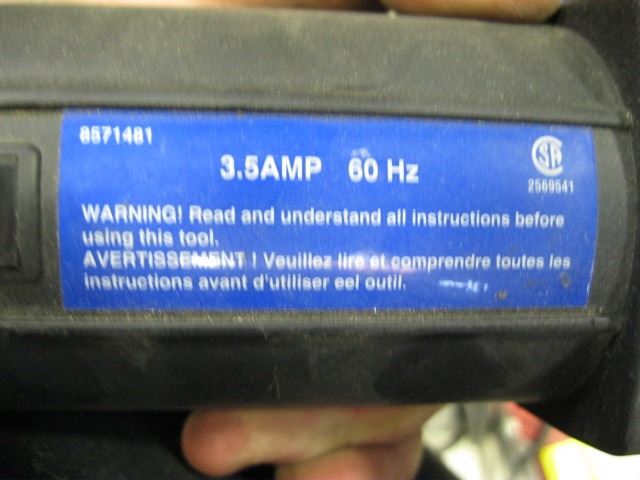 8571481
3.5AMP 60 Hz
SA
2569541
WARNING! Read and understand all instructions before
using this tool.
AVERTISSEMENT ! Veuillez lire et comprendre toutes les
instructions avant d'utiliser eel outil.